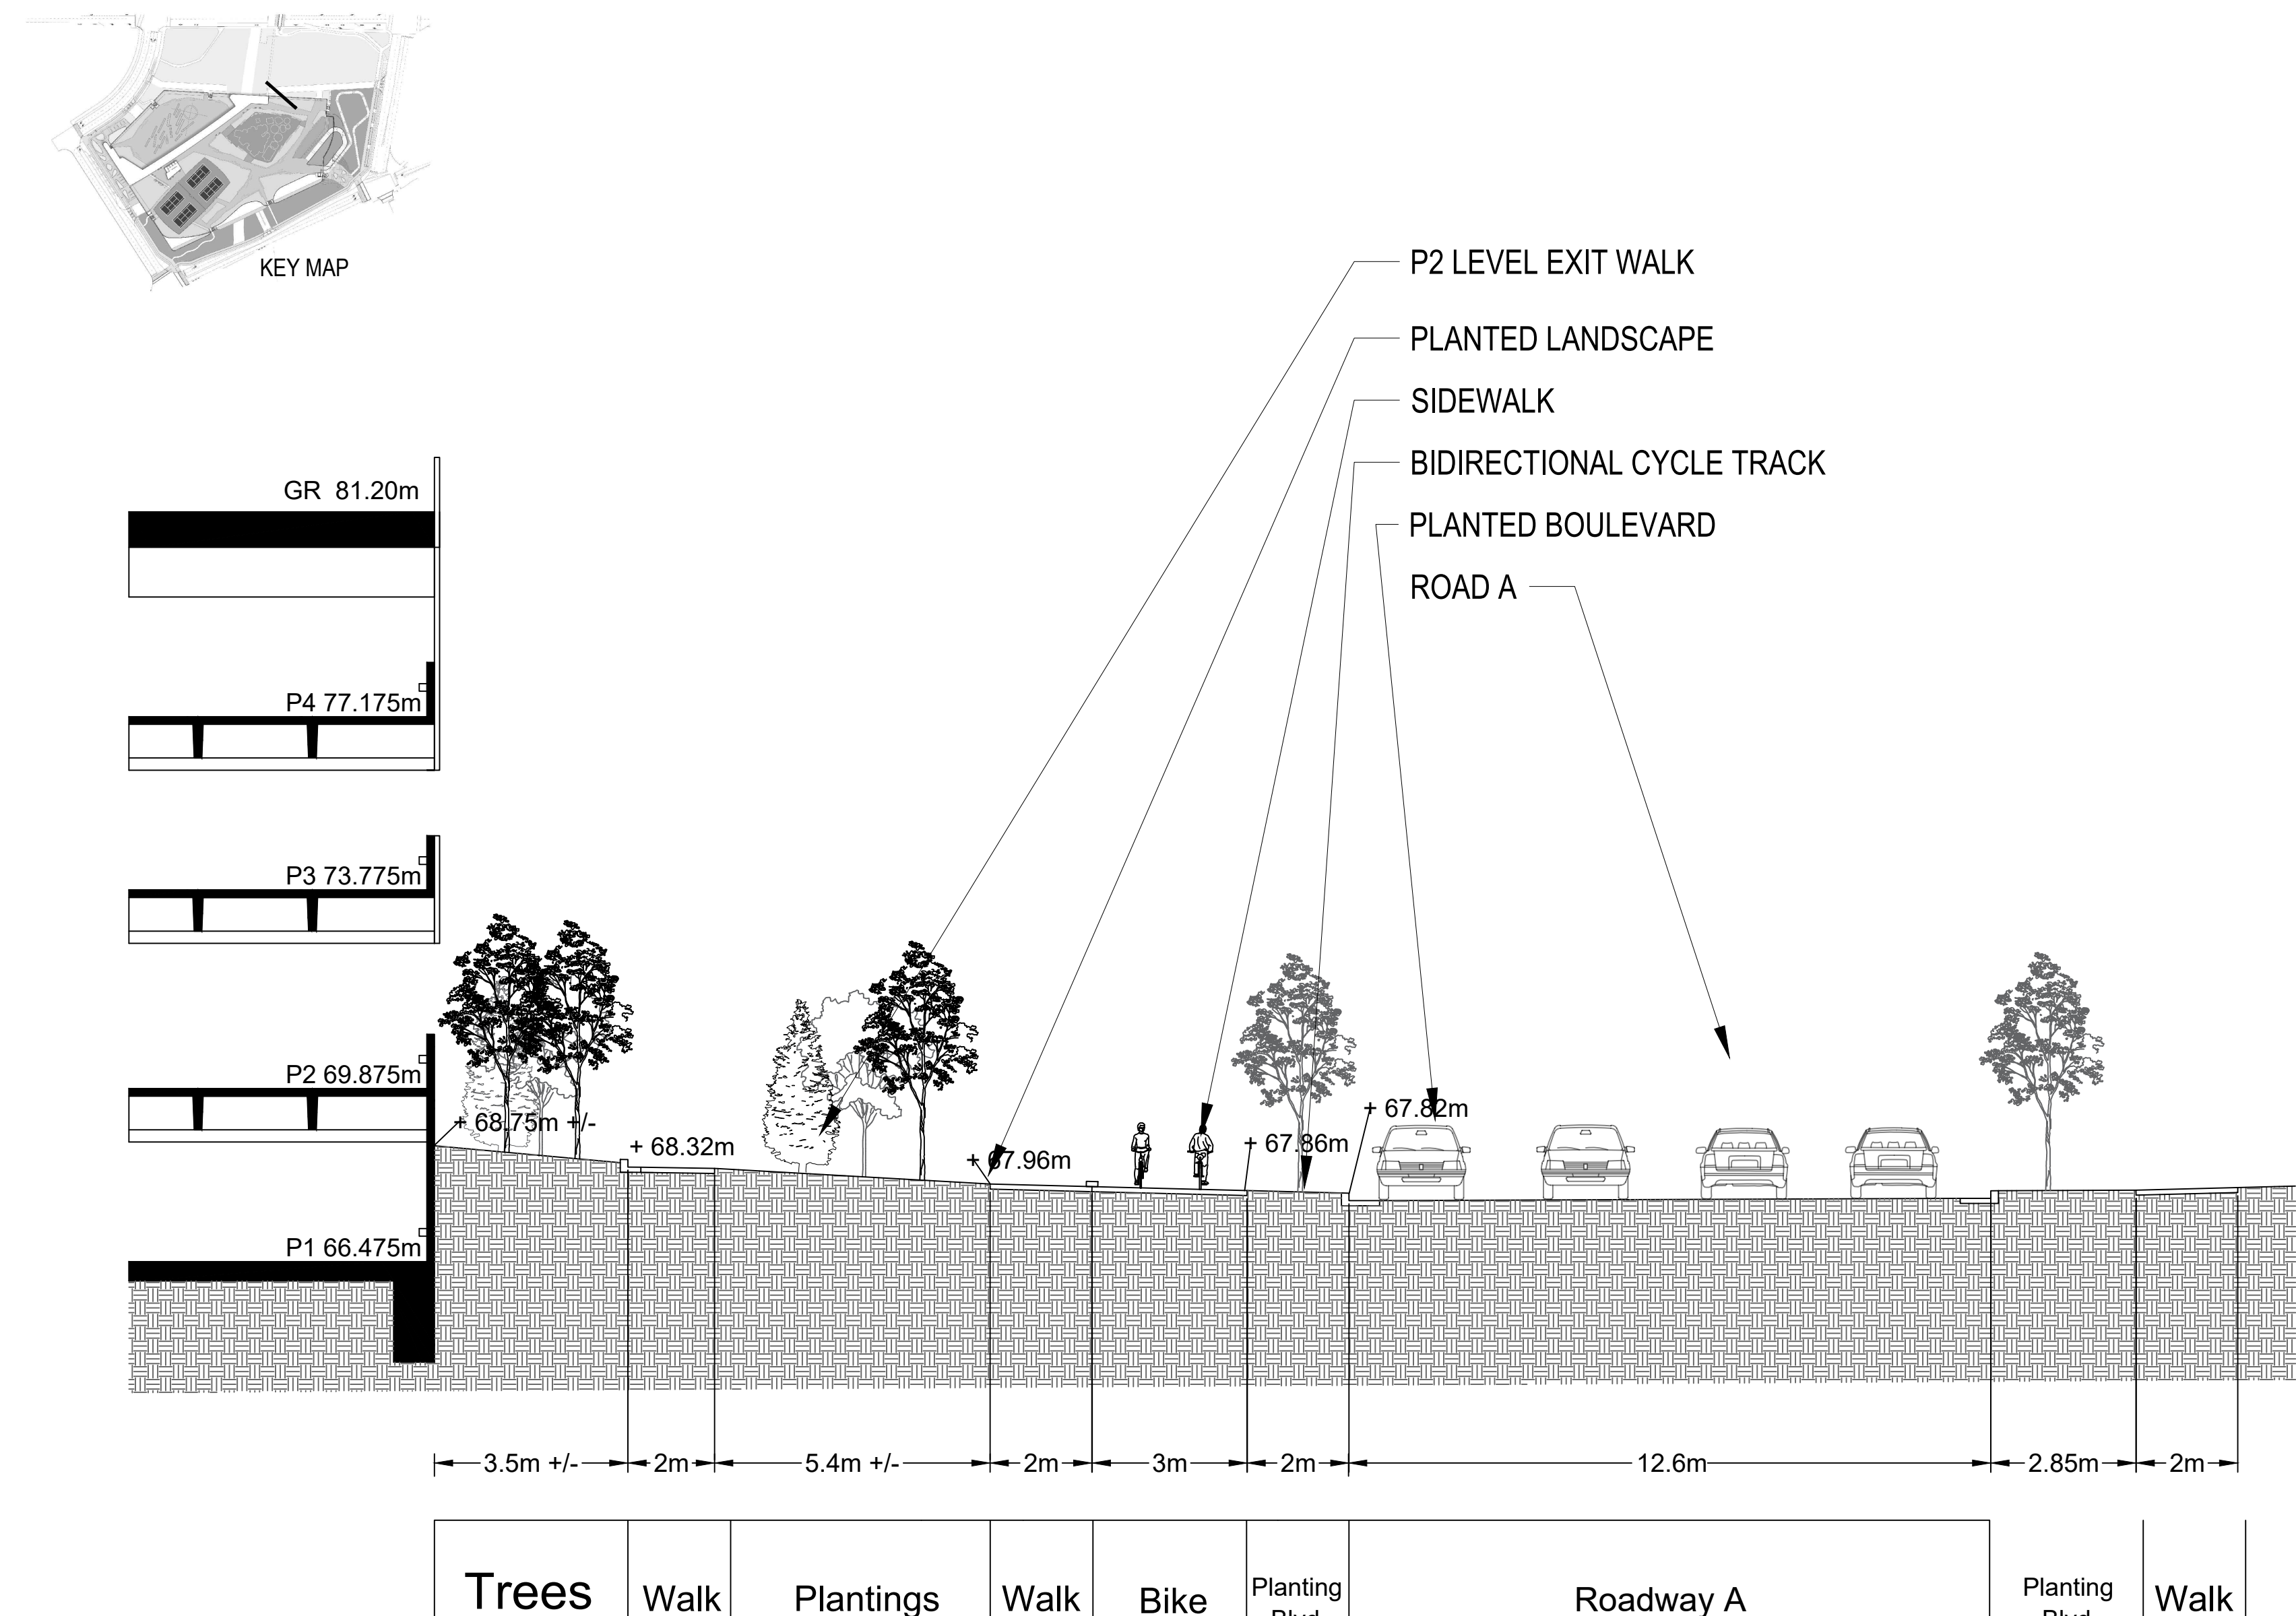 KEY MAP
P2 LEVEL EXIT WALK
PLANTED LANDSCAPE
SIDEWALK
BIDIRECTIONAL CYCLE TRACK
PLANTED BOULEVARD
ROAD A
GR 81.20m
P4 77.175m
P3 73.775m
P2 69.875m
+ 68.75m +/-
+ 68.32m
+ 67.96m
+ 67.86m
+ 67.82m
P1 66.475m
3.5m +/- 2m 5.4m +/- 2m 3m 2m 12.6m 2.85m 2m
Trees Walk Plantings Walk Bike Planting Roadway A Planting Walk
Blvd Blvd